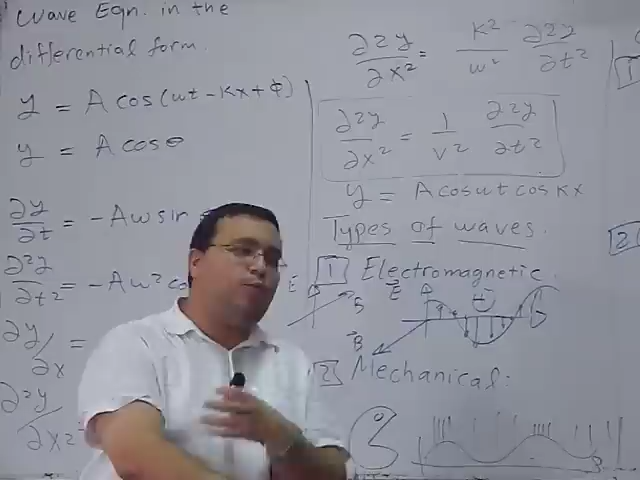 Wave Eqn. in the
differential form.
y = A cos(ωt - Kx + φ)
y = A cos θ
∂y/∂t = -Aω sin
∂²y/∂t² = -Aω² co
∂y/∂x =
∂²y/∂x²
∂²y/∂x² = K²/ω² ∂²y/∂t²
∂²y/∂x² = 1/v² ∂²y/∂t²
y = A cos ωt cos Kx
Types of waves.
1 Electromagnetic.
E
S
E
B
2 Mechanical:
1
2